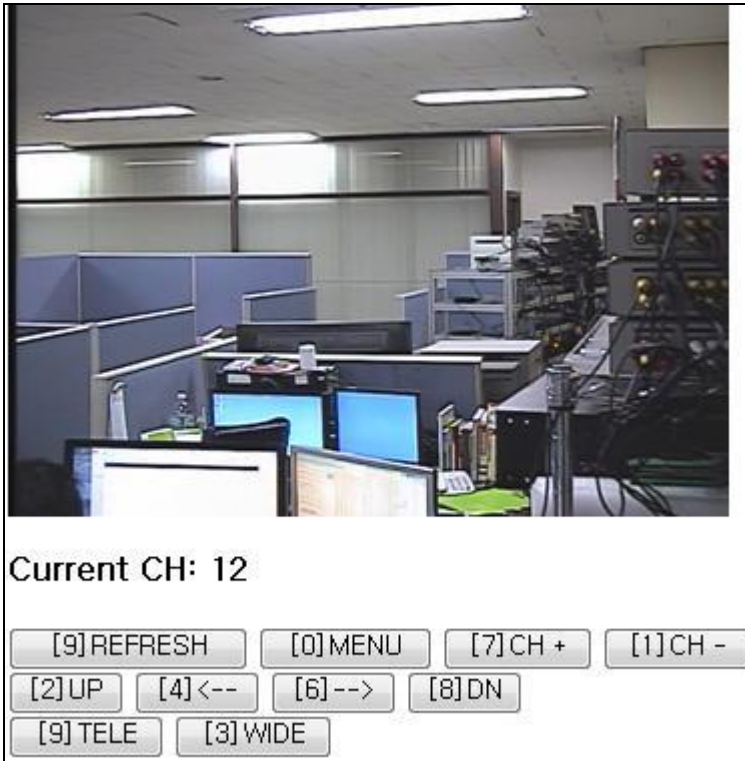 Current CH: 12
[9]REFRESH [0]MENU [7]CH + [1]CH -
[2]UP [4]<-- [6]--> [8]DN
[9]TELE [3]WIDE